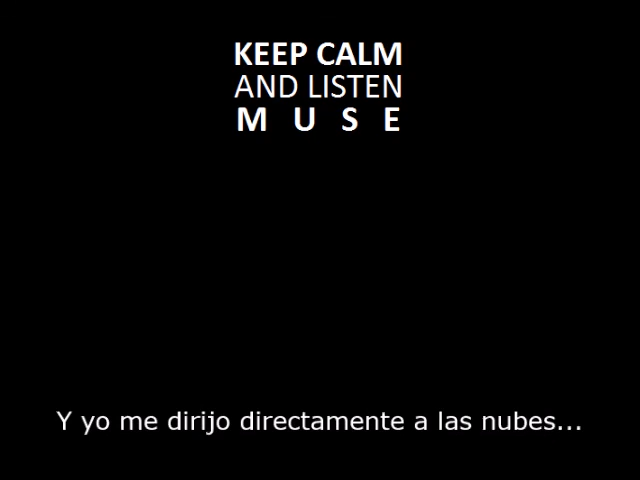 KEEP CALM
AND LISTEN
M U S E
Y yo me dirijo directamente a las nubes...